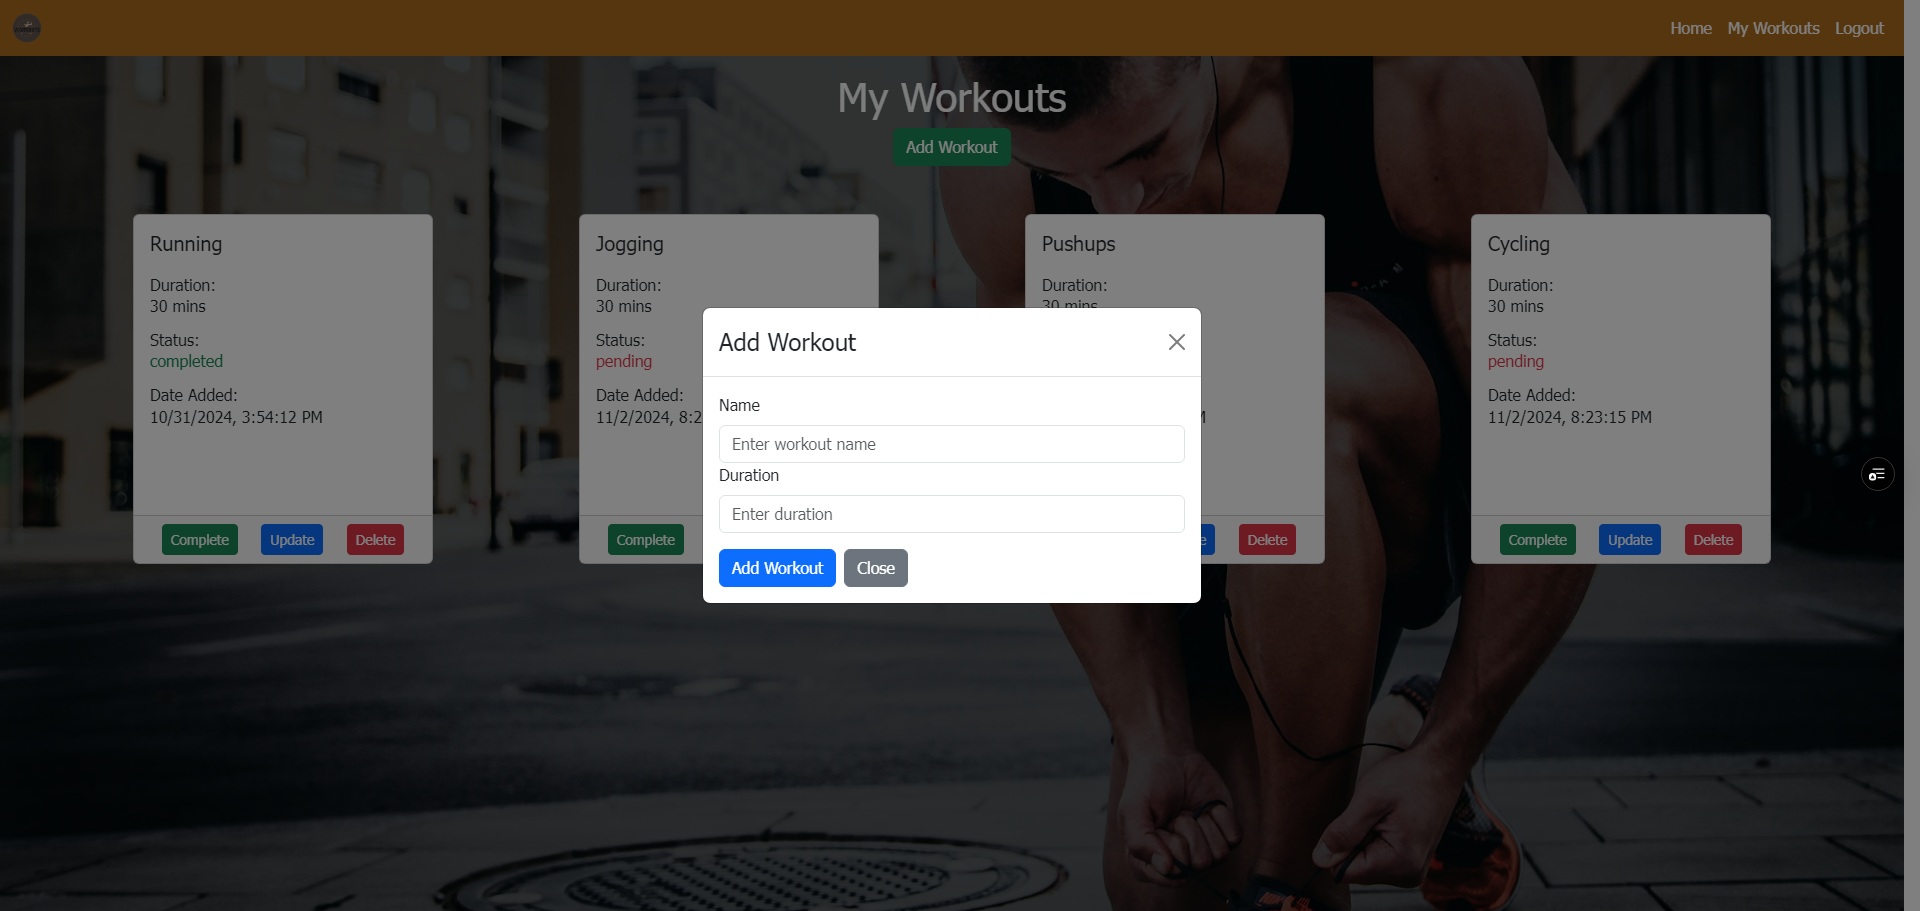 Home My Workouts Logout
My Workouts
Add Workout
Running
Duration:
30 mins
Status:
completed
Date Added:
10/31/2024, 3:54:12 PM
Complete Update Delete
Jogging
Duration:
30 mins
Status:
pending
Date Added:
11/2/2024, 8:2
Complete
Pushups
Duration:
30 mins
Delete
Cycling
Duration:
30 mins
Status:
pending
Date Added:
11/2/2024, 8:23:15 PM
Complete Update Delete
Add Workout
Name
Enter workout name
Duration
Enter duration
Add Workout Close